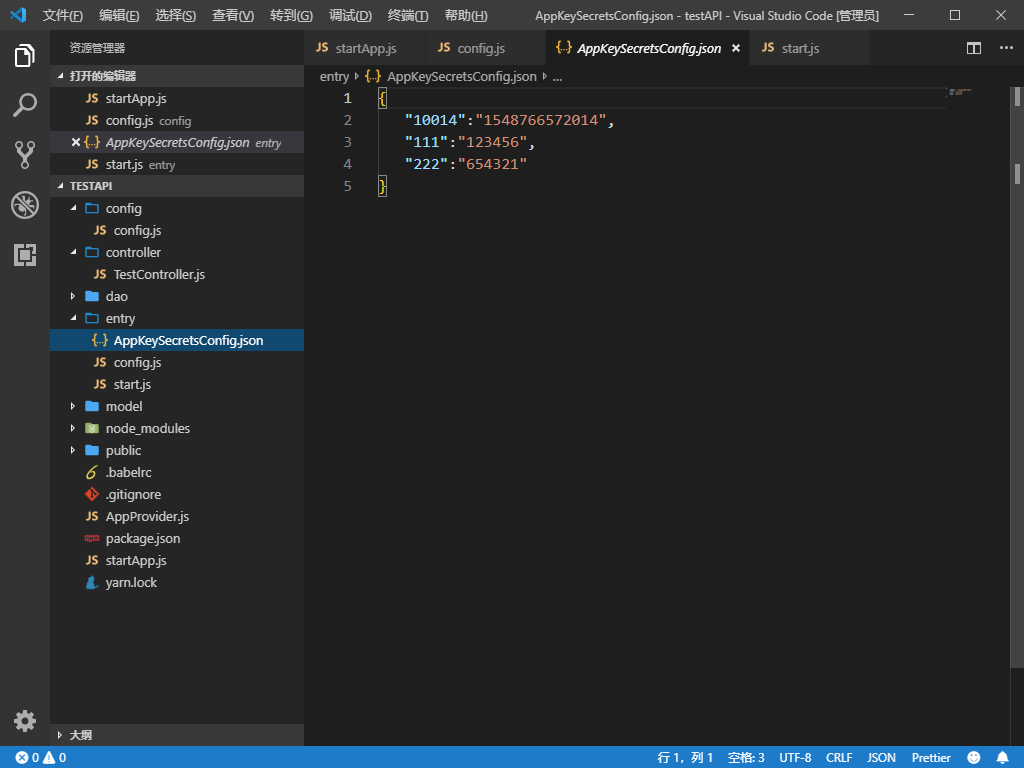 文件(F) 编辑(E) 选择(S) 查看(V) 转到(G) 调试(D) 终端(T) 帮助(H) AppKeySecretsConfig.json - testAPI - Visual Studio Code [管理员]
资源管理器
打开的编辑器
JS startApp.js
JS config.js config
{..} AppKeySecretsConfig.json entry
JS start.js entry
TESTAPI
config
JS config.js
controller
JS TestController.js
dao
entry
{..} AppKeySecretsConfig.json
JS config.js
JS start.js
model
node_modules
public
.babelrc
.gitignore
JS AppProvider.js
package.json
JS startApp.js
yarn.lock
大纲
JS startApp.js JS config.js {..} AppKeySecretsConfig.json JS start.js
entry {..} AppKeySecretsConfig.json ...
1 {
2 "10014":"1548766572014",
3 "111":"123456",
4 "222":"654321"
5 }
0 0 行 1，列 1 空格: 3 UTF-8 CRLF JSON Prettier